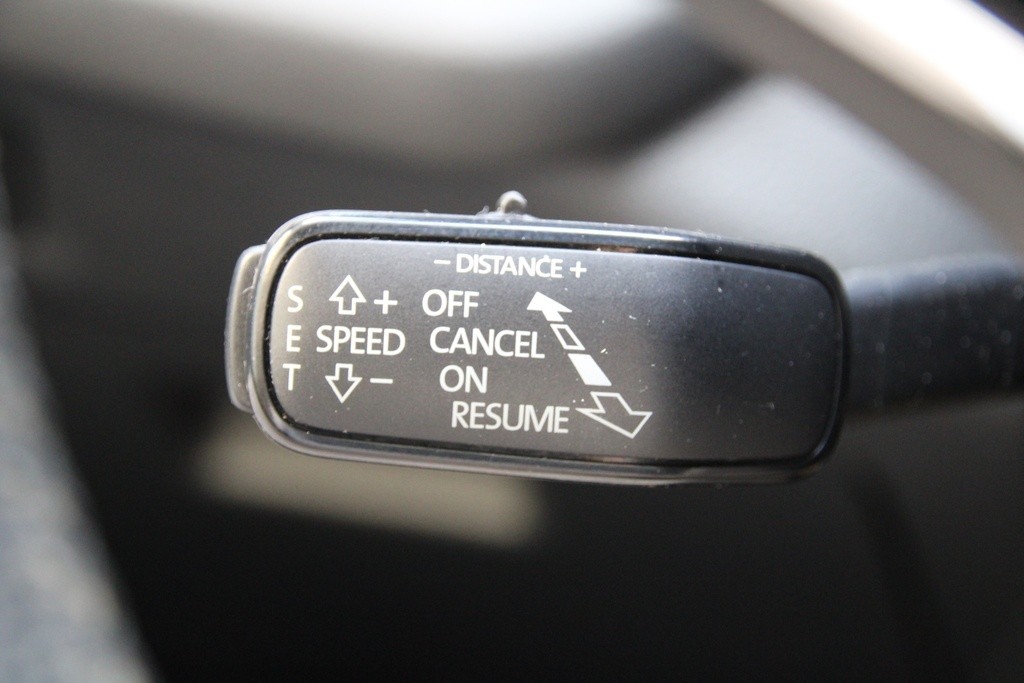 – DISTANCE +
S + OFF
E SPEED CANCEL
T – ON
RESUME